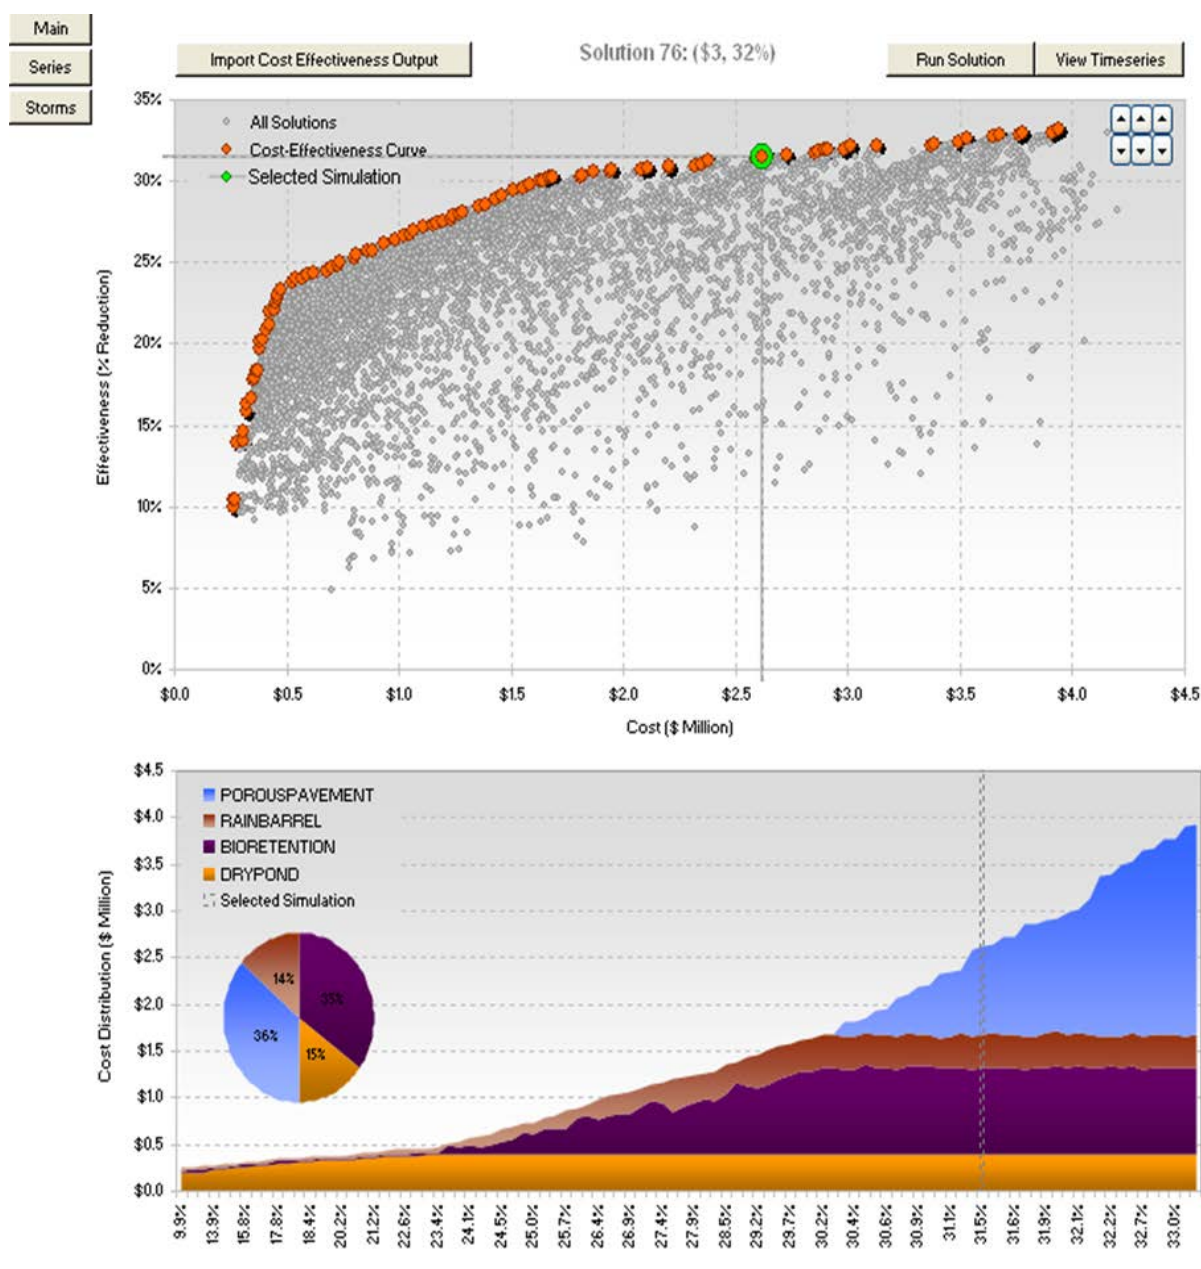 Main
Series
Storms
Import Cost Effectiveness Output
Solution 76: ($3, 32%)
Run Solution
View Timeseries
35%
30%
25%
20%
15%
10%
5%
0%
Effectiveness (% Reduction)
All Solutions
Cost-Effectiveness Curve
Selected Simulation
$0.0 $0.5 $1.0 $1.5 $2.0 $2.5 $3.0 $3.5 $4.0 $4.5
Cost ($ Million)
$4.5
$4.0
$3.5
$3.0
$2.5
$2.0
$1.5
$1.0
$0.5
$0.0
Cost Distribution ($ Million)
POROUSPAVEMENT
RAINBARREL
BIORETENTION
DRYPOND
Selected Simulation
14%
35%
36%
15%
9.9% 13.9% 15.8% 17.8% 18.4% 20.2% 21.2% 22.6% 23.4% 24.1% 24.5% 25.0% 25.7% 26.4% 26.9% 27.4% 27.9% 28.5% 29.2% 29.7% 30.2% 30.4% 30.6% 30.9% 31.1% 31.5% 31.6% 31.9% 32.1% 32.2% 32.7% 33.0%